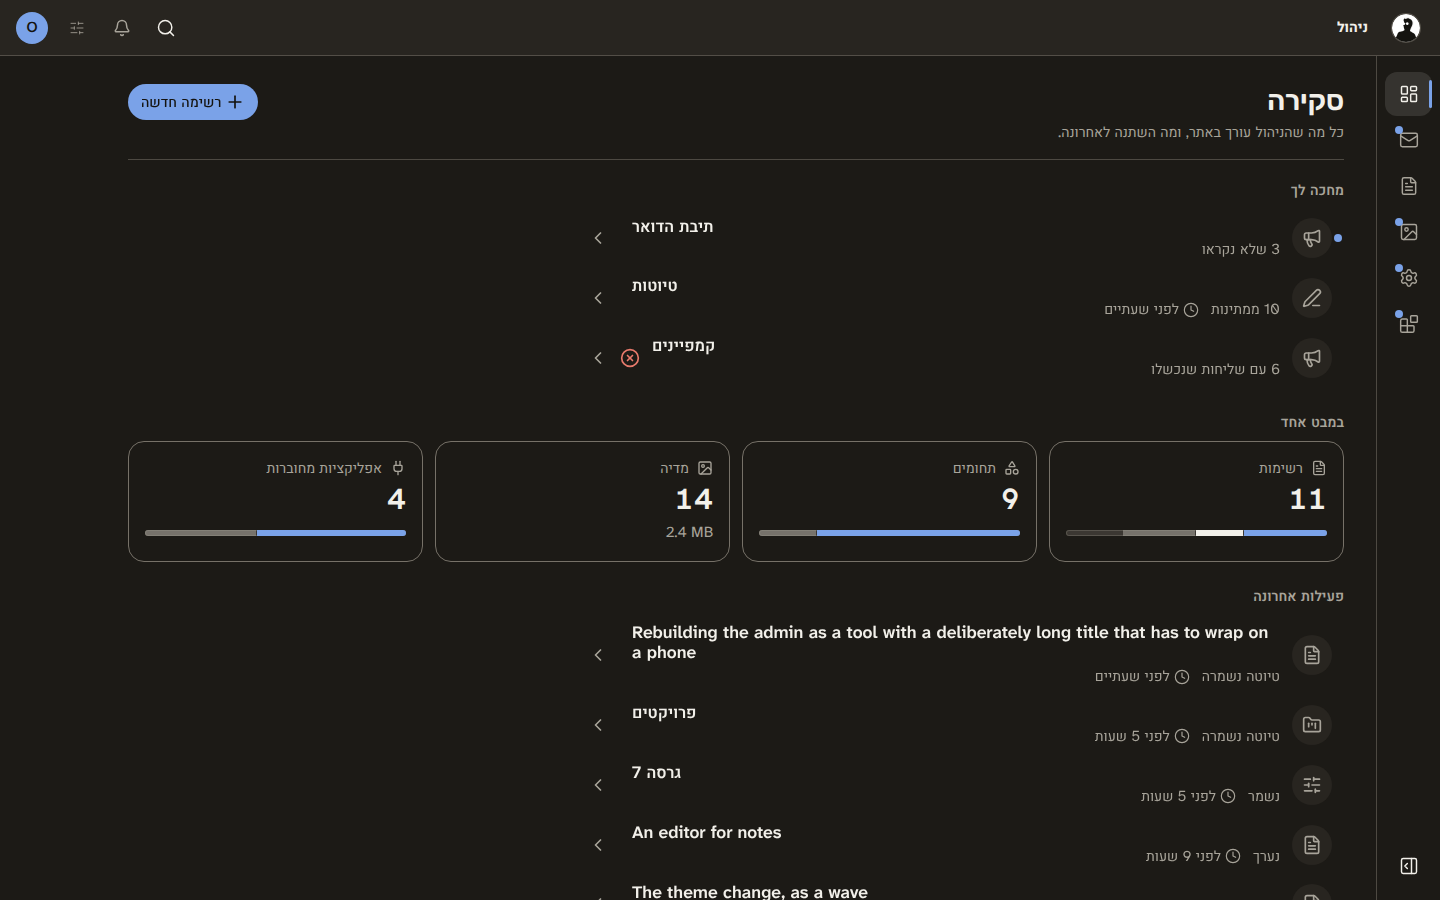 ניהול
O
סקירה
רשימה חדשה
כל מה שהניהול עורך באתר, ומה השתנה לאחרונה.
מחכה לך
תיבת הדואר
3 שלא נקראו
טיוטות
10 ממתינות לפני שעתיים
קמפיינים
6 עם שליחות שנכשלו
במבט אחד
רשימות
11
תחומים
9
מדיה
14
2.4 MB
אפליקציות מחוברות
4
פעילות אחרונה
Rebuilding the admin as a tool with a deliberately long title that has to wrap on
a phone
טיוטה נשמרה לפני שעתיים
פרויקטים
טיוטה נשמרה לפני 5 שעות
גרסה 7
נשמר לפני 5 שעות
An editor for notes
נערך לפני 9 שעות
The theme change, as a wave